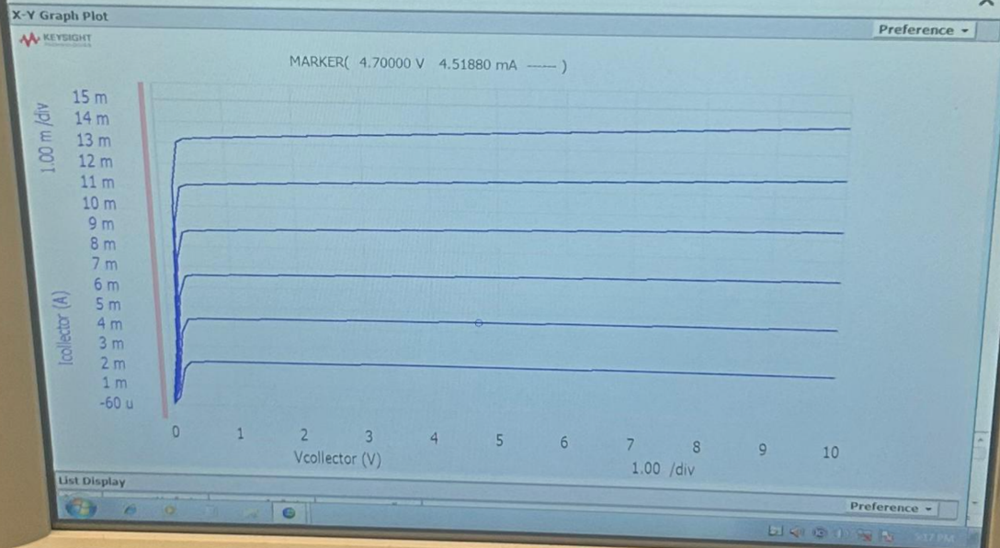 X-Y Graph Plot
Preference
KEYSIGHT
MARKER( 4.70000 V 4.51880 mA ----- )
1.00 m /div
15 m
14 m
13 m
12 m
11 m
10 m
9 m
8 m
7 m
6 m
5 m
4 m
3 m
2 m
1 m
-60 u
Icollector (A)
0 1 2 3 4 5 6 7 8 9 10
Vcollector (V)
1.00 /div
List Display
Preference